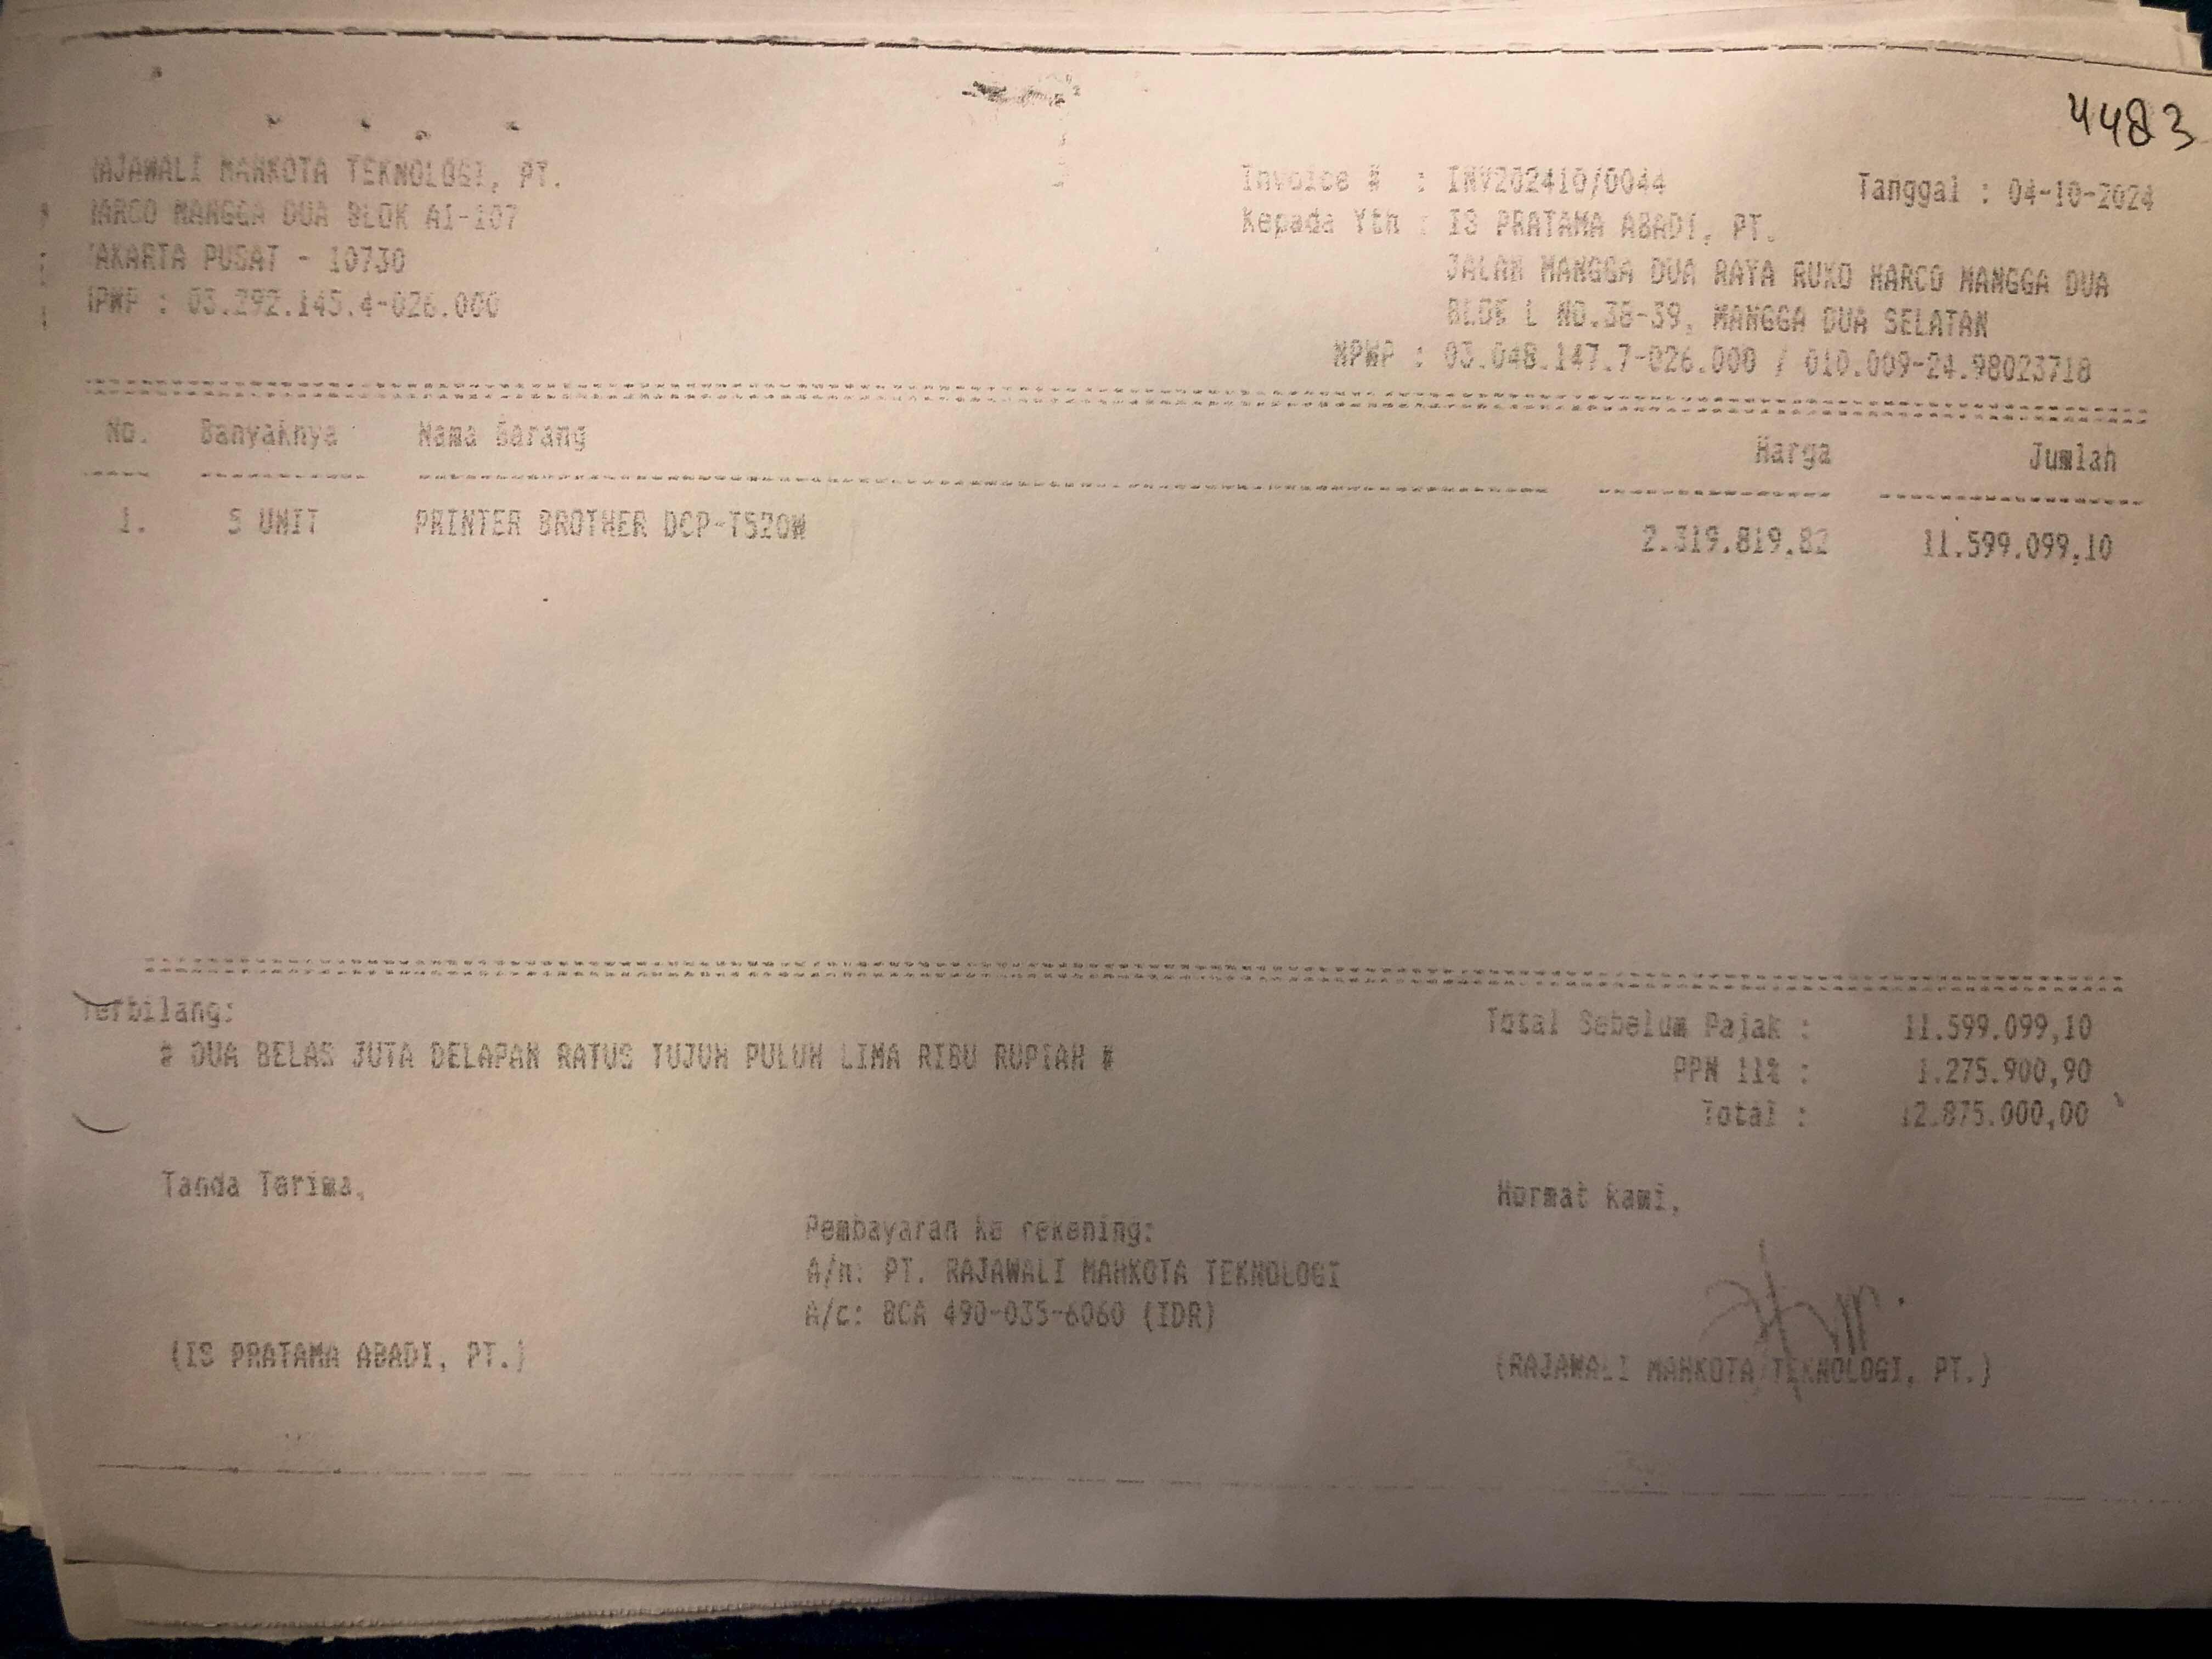 4483
RAJAWALI MAHKOTA TEKNOLOGI, PT.
HARCO MANGGA DUA BLOK A1-107
JAKARTA PUSAT - 10730
NPWP : 03.292.145.4-026.000
Invoice # : INV202410/0044 Tanggal : 04-10-2024
Kepada Yth : IS PRATAMA ABADI, PT.
JALAN MANGGA DUA RAYA RUKO HARCO MANGGA DUA
BLOK L NO.38-39, MANGGA DUA SELATAN
NPWP : 03.048.147.7-026.000 / 010.009-24.98023718
No. Banyaknya Nama Barang Harga Jumlah
1. 5 UNIT PRINTER BROTHER DCP-T520W 2.319.819,82 11.599.099,10
Terbilang:
# DUA BELAS JUTA DELAPAN RATUS TUJUH PULUH LIMA RIBU RUPIAH #
Total Sebelum Pajak : 11.599.099,10
PPN 11% : 1.275.900,90
Total : 12.875.000,00
Tanda Terima,
Hormat kami,
Pembayaran ke rekening:
A/n: PT. RAJAWALI MAHKOTA TEKNOLOGI
A/c: BCA 490-035-6060 (IDR)
(IS PRATAMA ABADI, PT.)
(RAJAWALI MAHKOTA TEKNOLOGI, PT.)